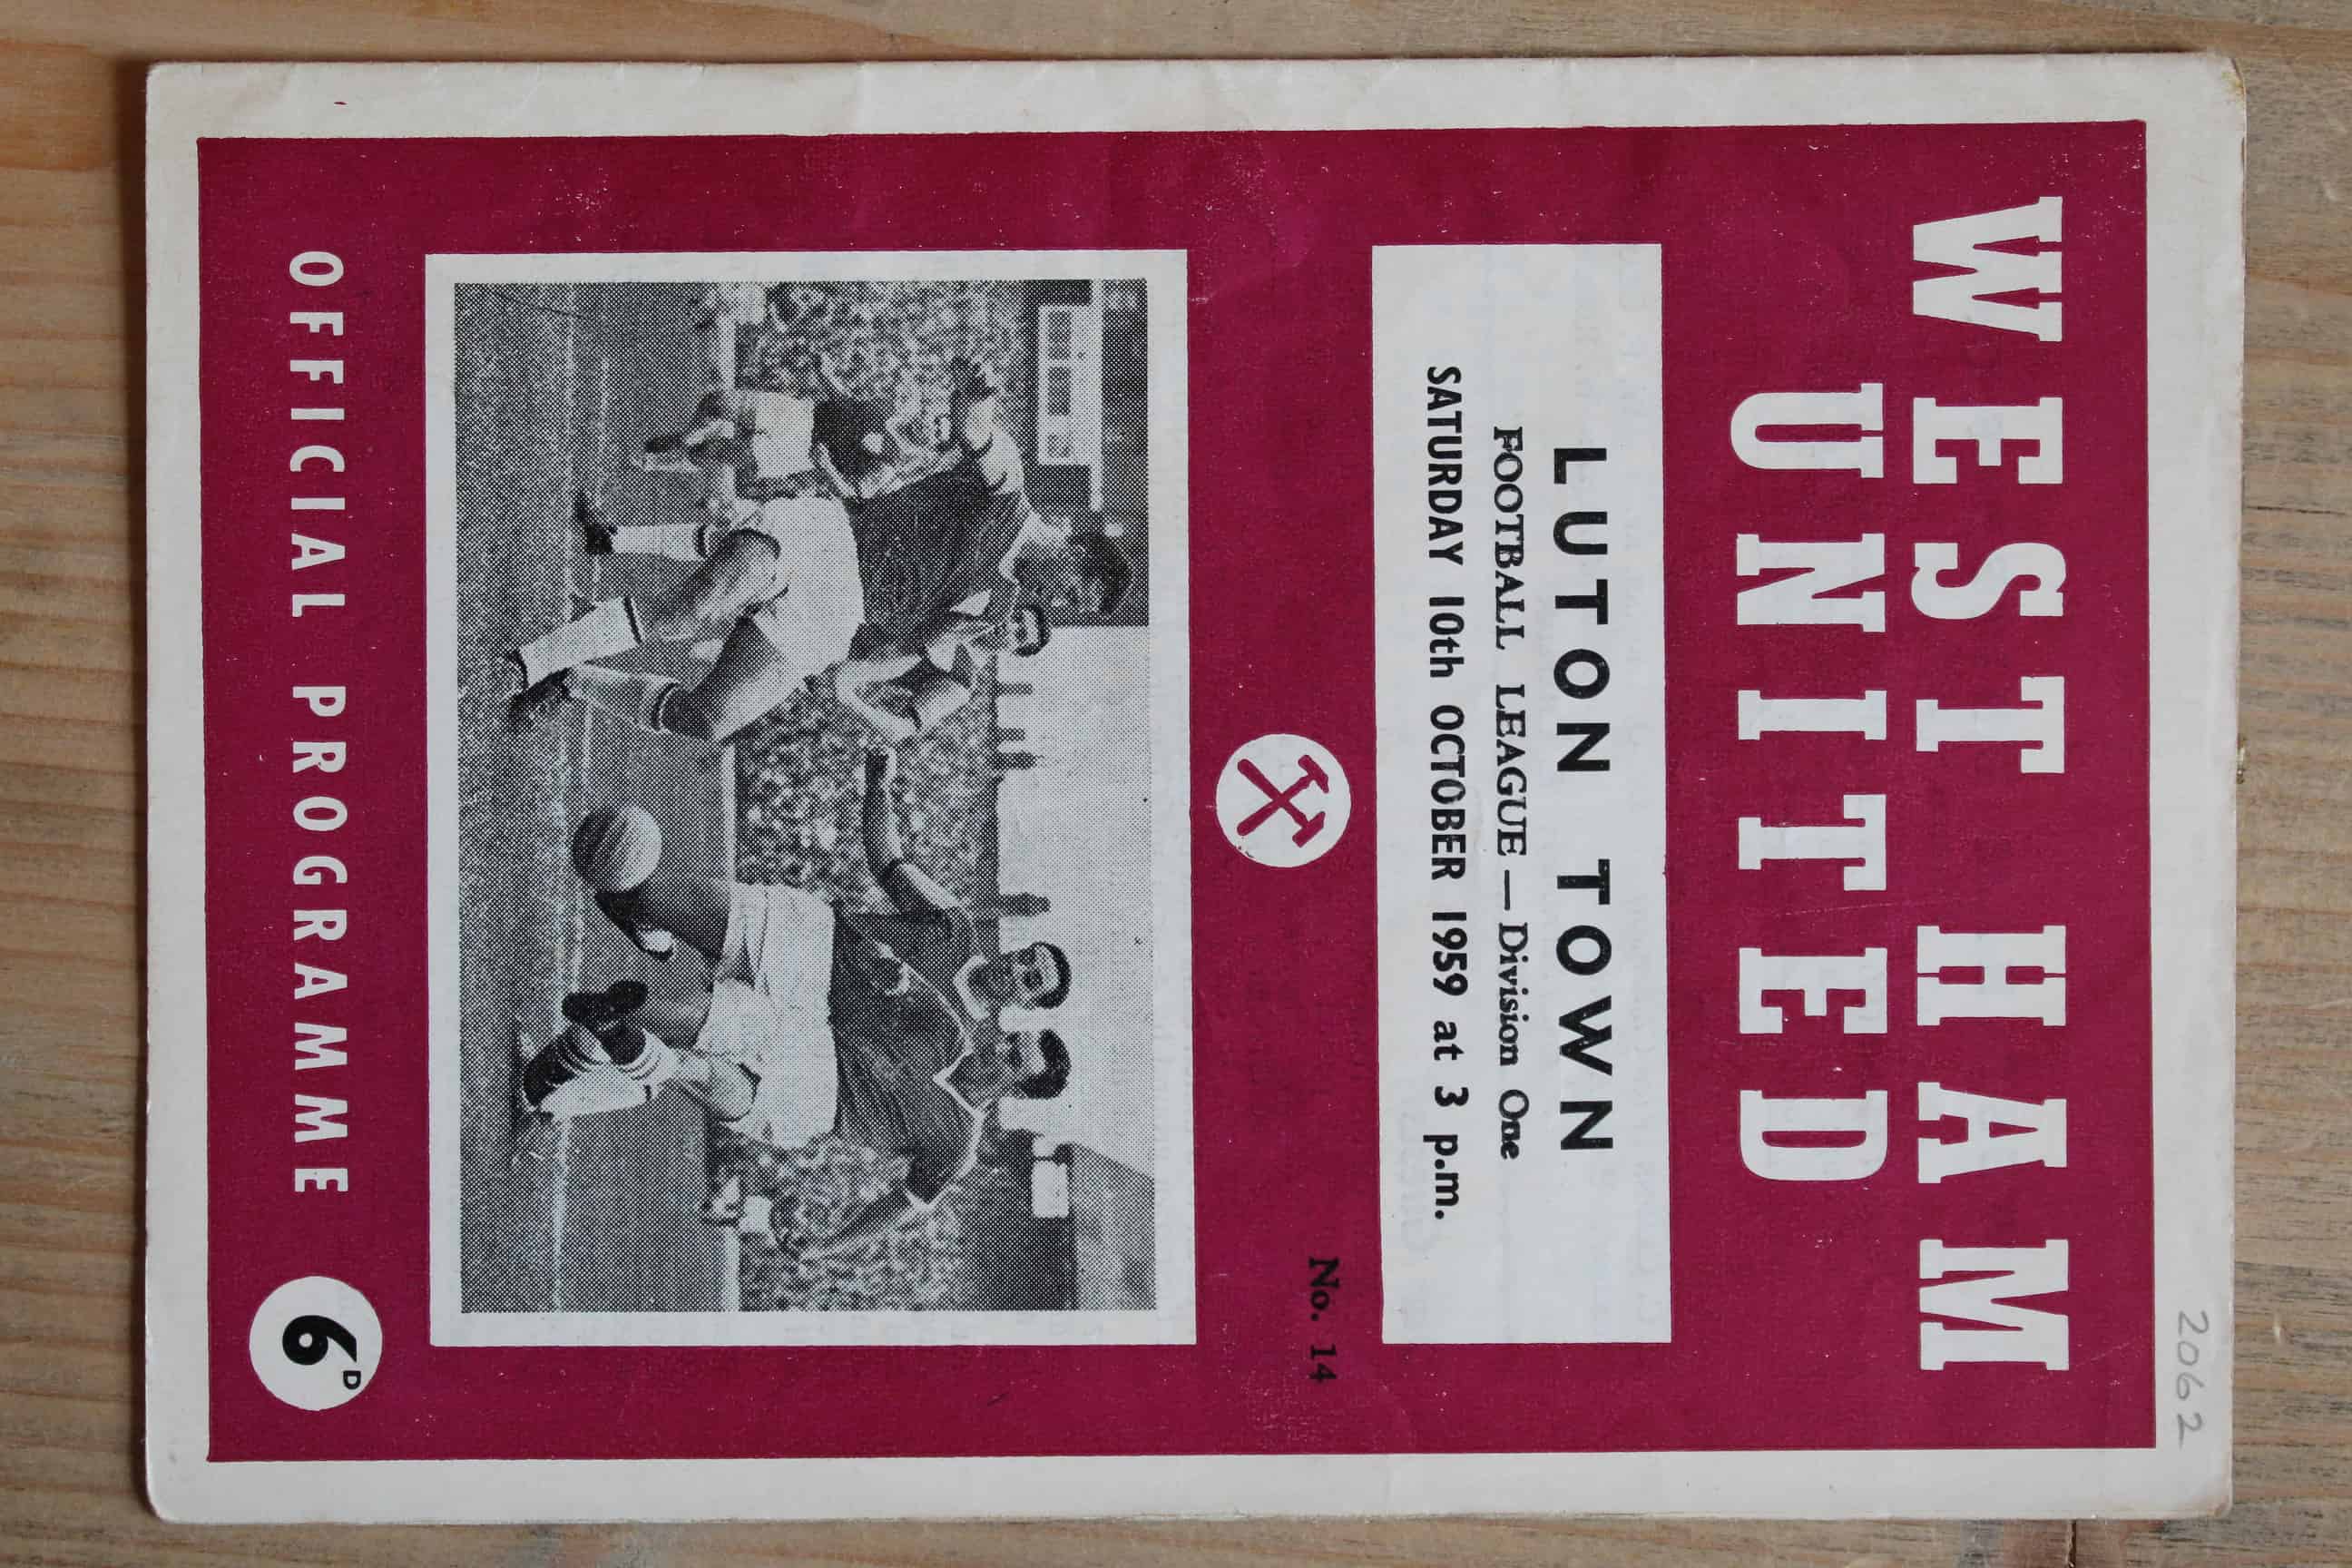 2062
WEST HAM
UNITED
LUTON TOWN
FOOTBALL LEAGUE — Division One
SATURDAY 10th OCTOBER 1959 at 3 p.m.
No. 14
OFFICIAL PROGRAMME
6D